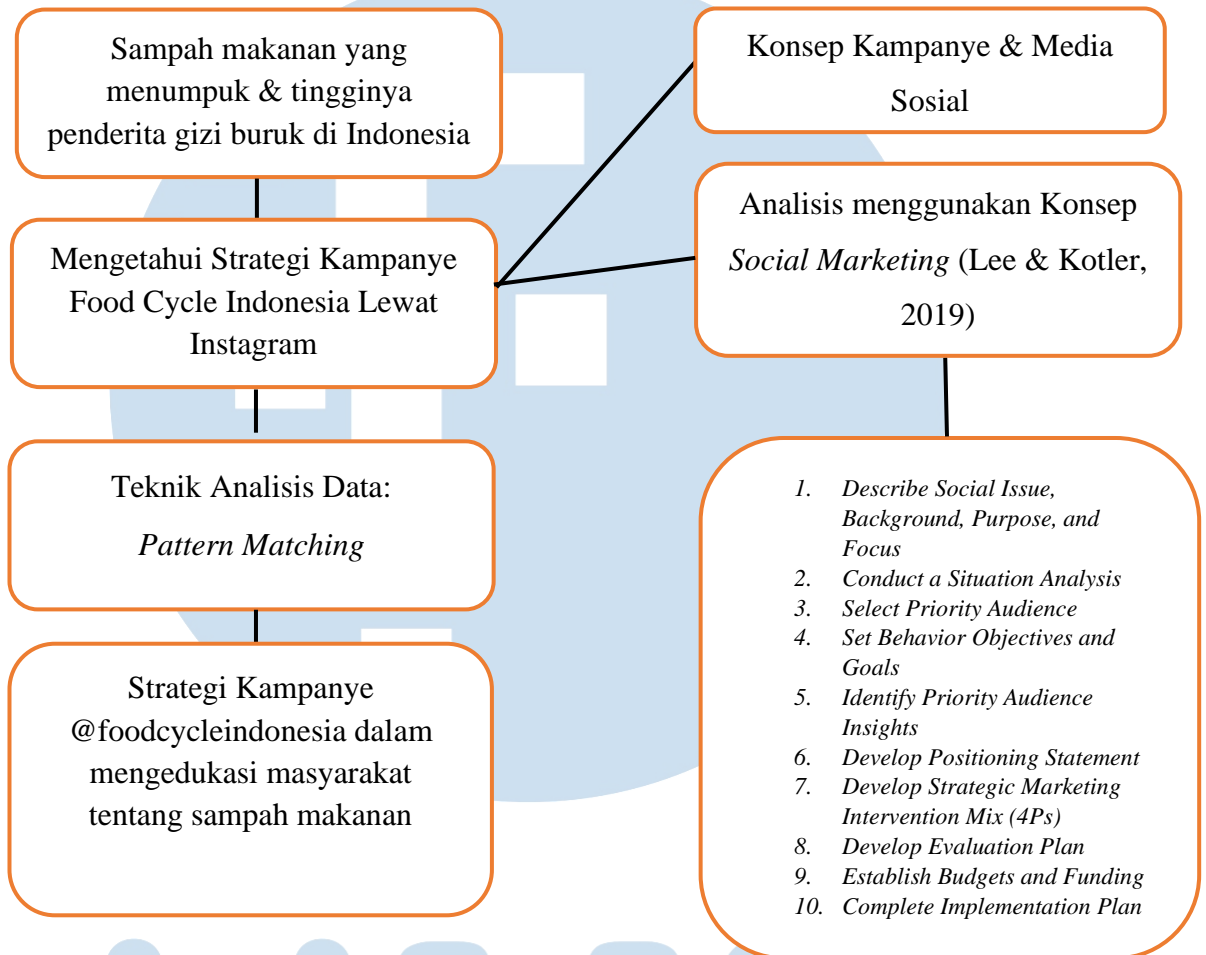 Sampah makanan yang
menumpuk & tingginya
penderita gizi buruk di Indonesia
Konsep Kampanye & Media
Sosial
Mengetahui Strategi Kampanye
Food Cycle Indonesia Lewat
Instagram
Analisis menggunakan Konsep
Social Marketing (Lee & Kotler,
2019)
Teknik Analisis Data:
Pattern Matching
Strategi Kampanye
@foodcycleindonesia dalam
mengedukasi masyarakat
tentang sampah makanan
1. Describe Social Issue,
Background, Purpose, and
Focus
2. Conduct a Situation Analysis
3. Select Priority Audience
4. Set Behavior Objectives and
Goals
5. Identify Priority Audience
Insights
6. Develop Positioning Statement
7. Develop Strategic Marketing
Intervention Mix (4Ps)
8. Develop Evaluation Plan
9. Establish Budgets and Funding
10. Complete Implementation Plan